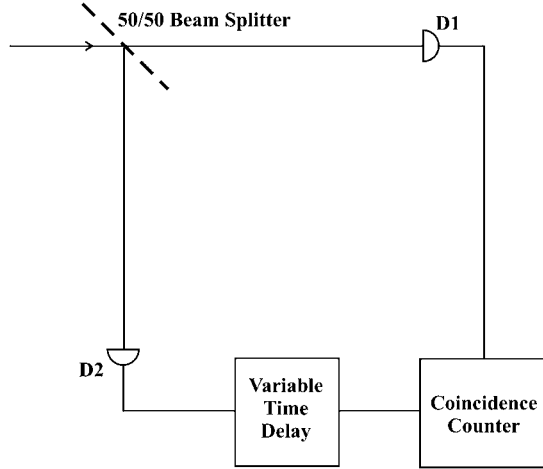 50/50 Beam Splitter
D1
D2
Variable
Time
Delay
Coincidence
Counter